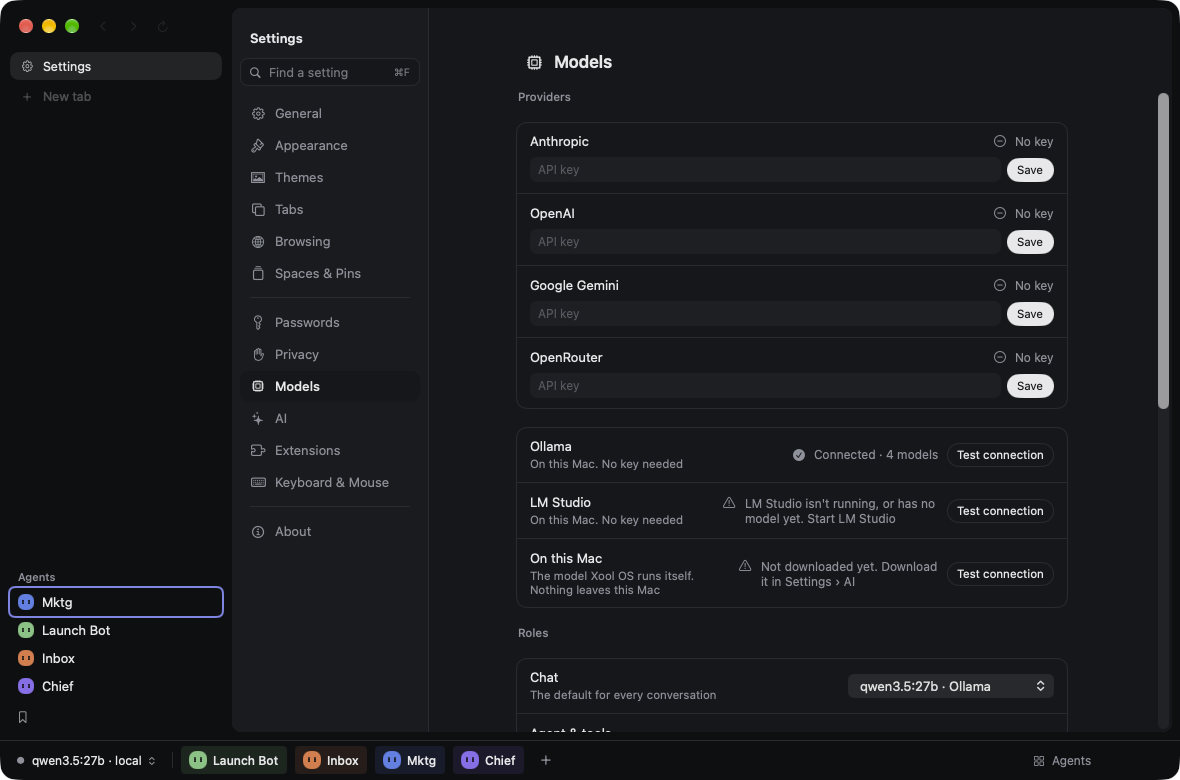 Settings
New tab
Agents
Mktg
Launch Bot
Inbox
Chief
Settings
Find a setting ⌘F
General
Appearance
Themes
Tabs
Browsing
Spaces & Pins
Passwords
Privacy
Models
AI
Extensions
Keyboard & Mouse
About
Models
Providers
Anthropic No key
API key Save
OpenAI No key
API key Save
Google Gemini No key
API key Save
OpenRouter No key
API key Save
Ollama
On this Mac. No key needed
Connected · 4 models Test connection
LM Studio
On this Mac. No key needed
LM Studio isn't running, or has no
model yet. Start LM Studio
Test connection
On this Mac
The model Xool OS runs itself.
Nothing leaves this Mac
Not downloaded yet. Download
it in Settings › AI
Test connection
Roles
Chat
The default for every conversation
qwen3.5:27b · Ollama
Agent & tools
qwen3.5:27b · local Launch Bot Inbox Mktg Chief Agents